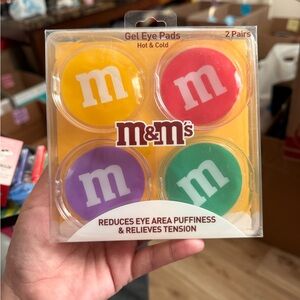 Gel Eye Pads
Hot & Cold
2 Pairs
m
m
m&m's
m
m
REDUCES EYE AREA PUFFINESS
& RELIEVES TENSION